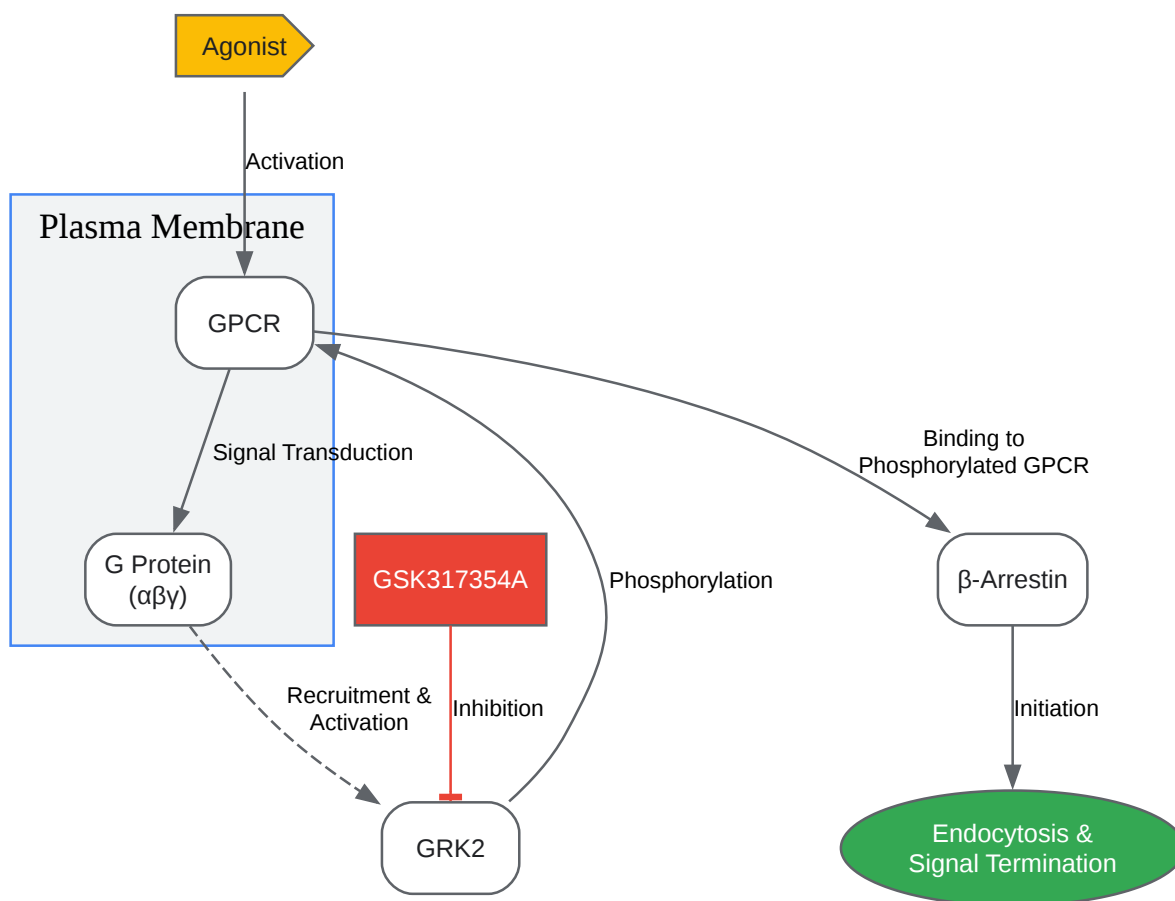 Agonist
Activation
Plasma Membrane
GPCR
Signal Transduction
Binding to
Phosphorylated GPCR
G Protein
(αβγ)
GSK317354A
Phosphorylation
β-Arrestin
Recruitment &
Activation
Inhibition
Initiation
GRK2
Endocytosis &
Signal Termination